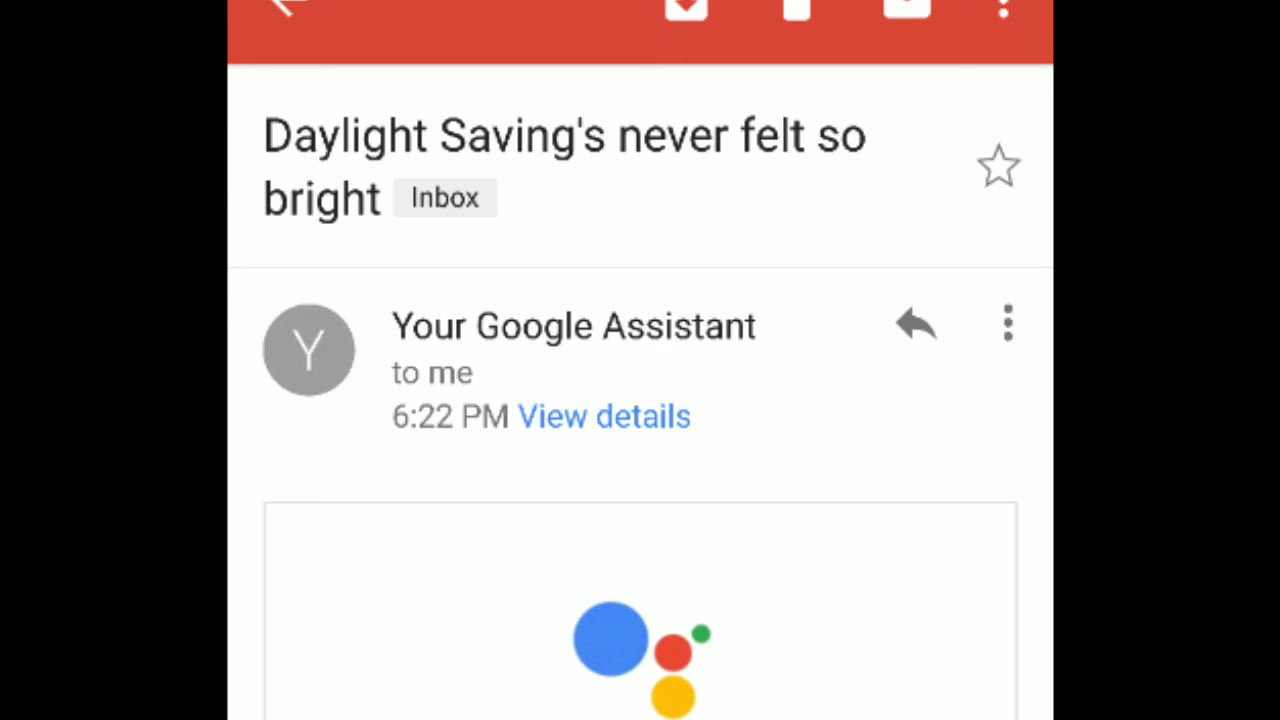 Daylight Saving's never felt so
bright Inbox
Y
Your Google Assistant
to me
6:22 PM View details